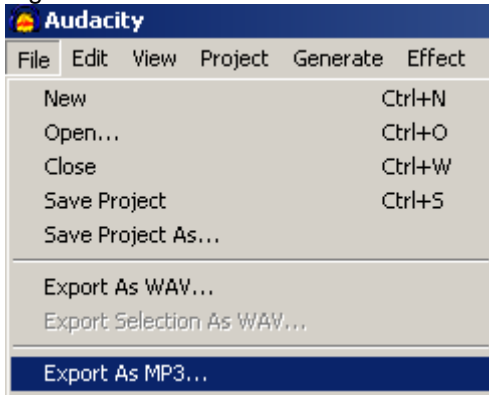 Audacity
File Edit View Project Generate Effect
New Ctrl+N
Open... Ctrl+O
Close Ctrl+W
Save Project Ctrl+S
Save Project As...
Export As WAV...
Export Selection As WAV...
Export As MP3...